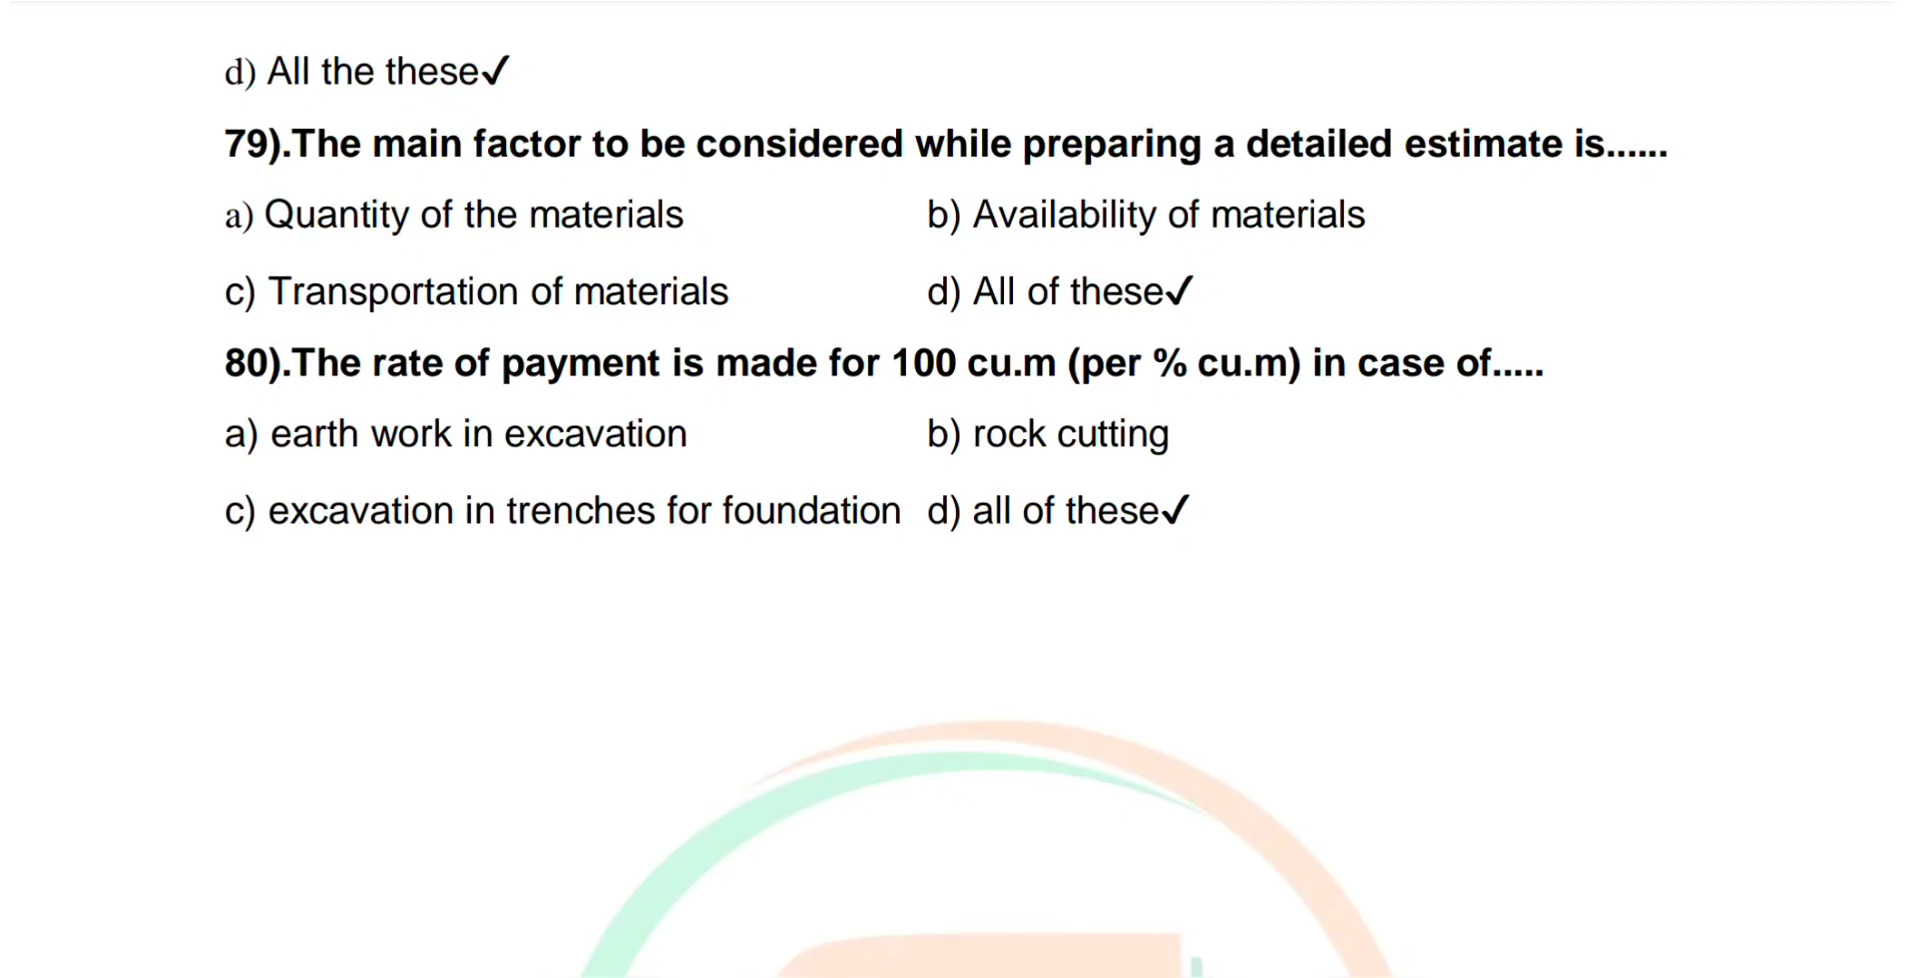 d) All the these✓
79).The main factor to be considered while preparing a detailed estimate is......
a) Quantity of the materials b) Availability of materials
c) Transportation of materials d) All of these✓
80).The rate of payment is made for 100 cu.m (per % cu.m) in case of.....
a) earth work in excavation b) rock cutting
c) excavation in trenches for foundation d) all of these✓